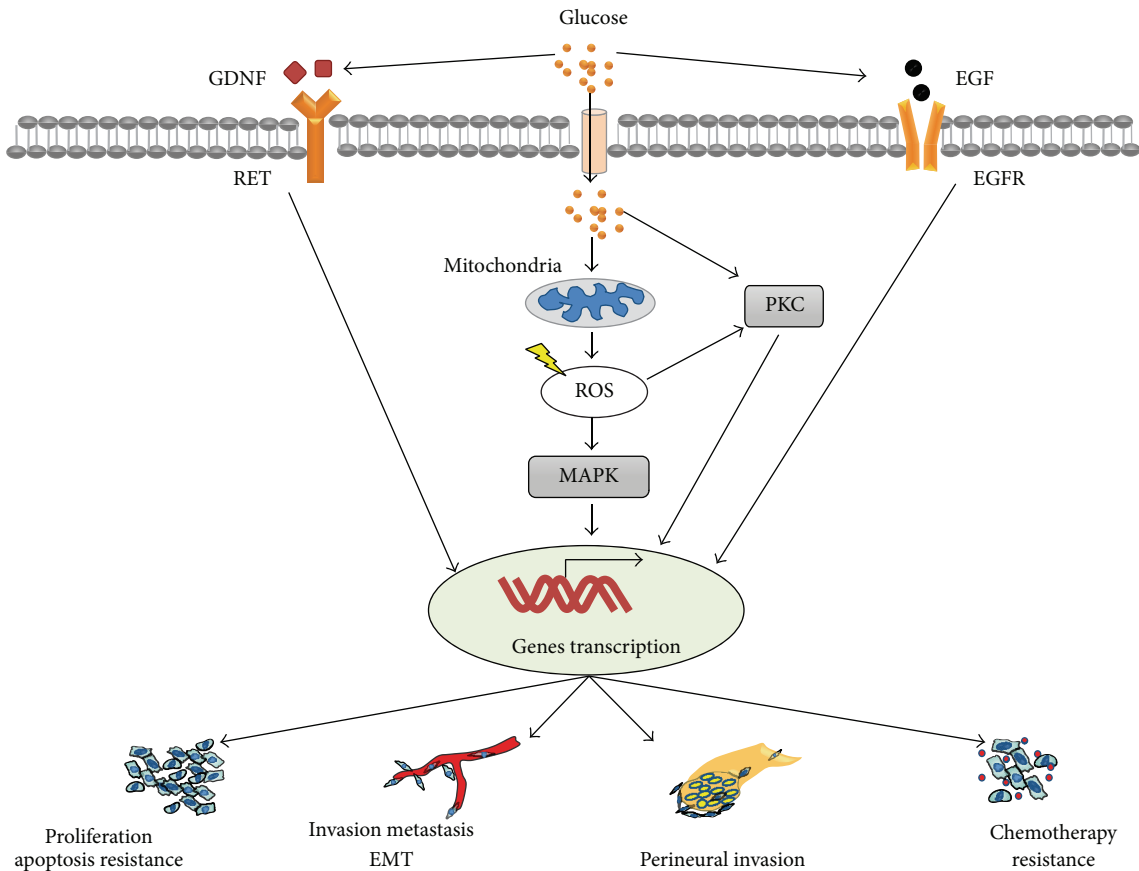 Glucose
GDNF
EGF
RET
EGFR
Mitochondria
PKC
ROS
MAPK
Genes transcription
Proliferation
apoptosis resistance
Invasion metastasis
EMT
Perineural invasion
Chemotherapy
resistance